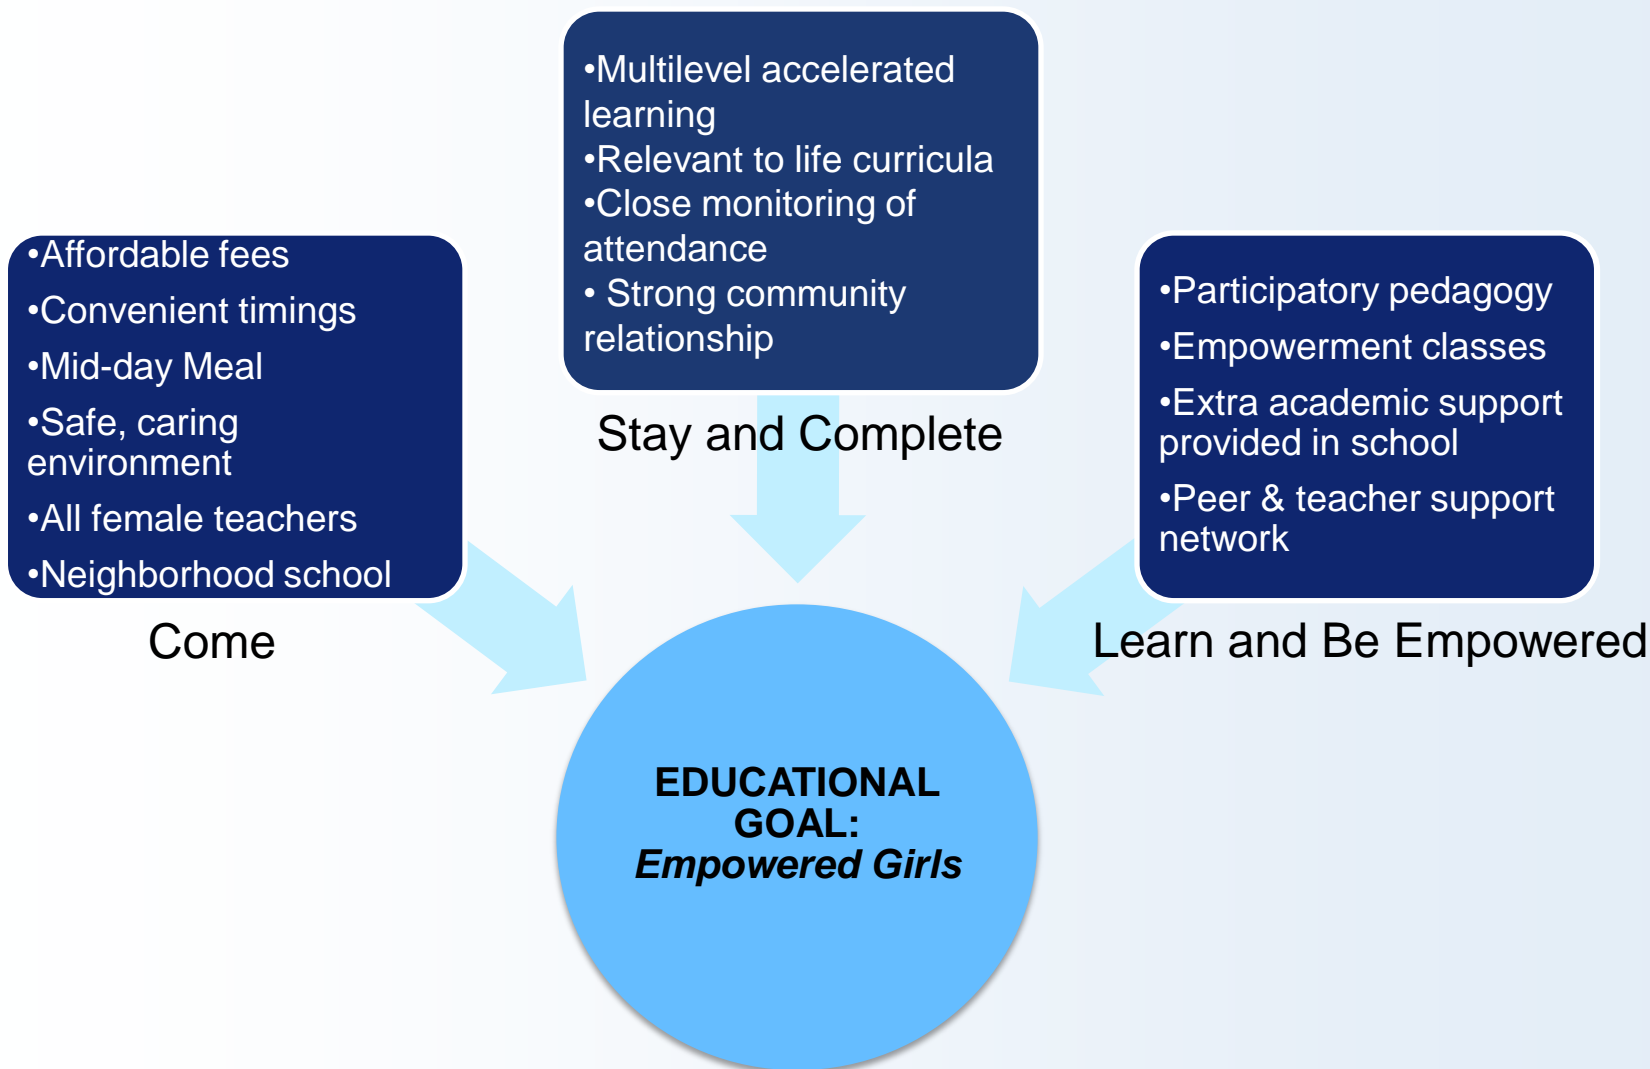 •Affordable fees
•Convenient timings
•Mid-day Meal
•Safe, caring
environment
•All female teachers
•Neighborhood school
Come
•Multilevel accelerated
learning
•Relevant to life curricula
•Close monitoring of
attendance
• Strong community
relationship
Stay and Complete
•Participatory pedagogy
•Empowerment classes
•Extra academic support
provided in school
•Peer & teacher support
network
Learn and Be Empowered
EDUCATIONAL
GOAL:
Empowered Girls